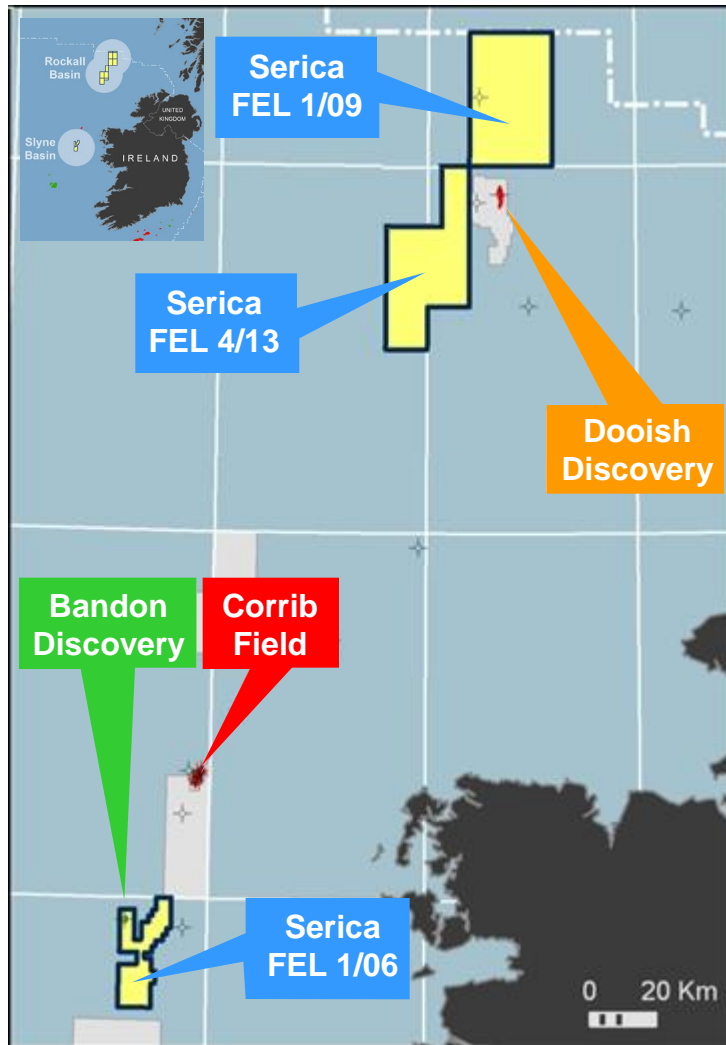 Rockall
Basin
UNITED
KINGDOM
Slyne
Basin
IRELAND
Serica
FEL 1/09
Serica
FEL 4/13
Dooish
Discovery
Bandon
Discovery
Corrib
Field
Serica
FEL 1/06
0 20 Km